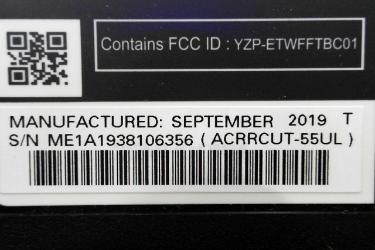 Contains FCC ID : YZP-ETWFFTBC01
MANUFACTURED: SEPTEMBER 2019 T
S/N ME1A1938106356 ( ACRRCUT-55UL )